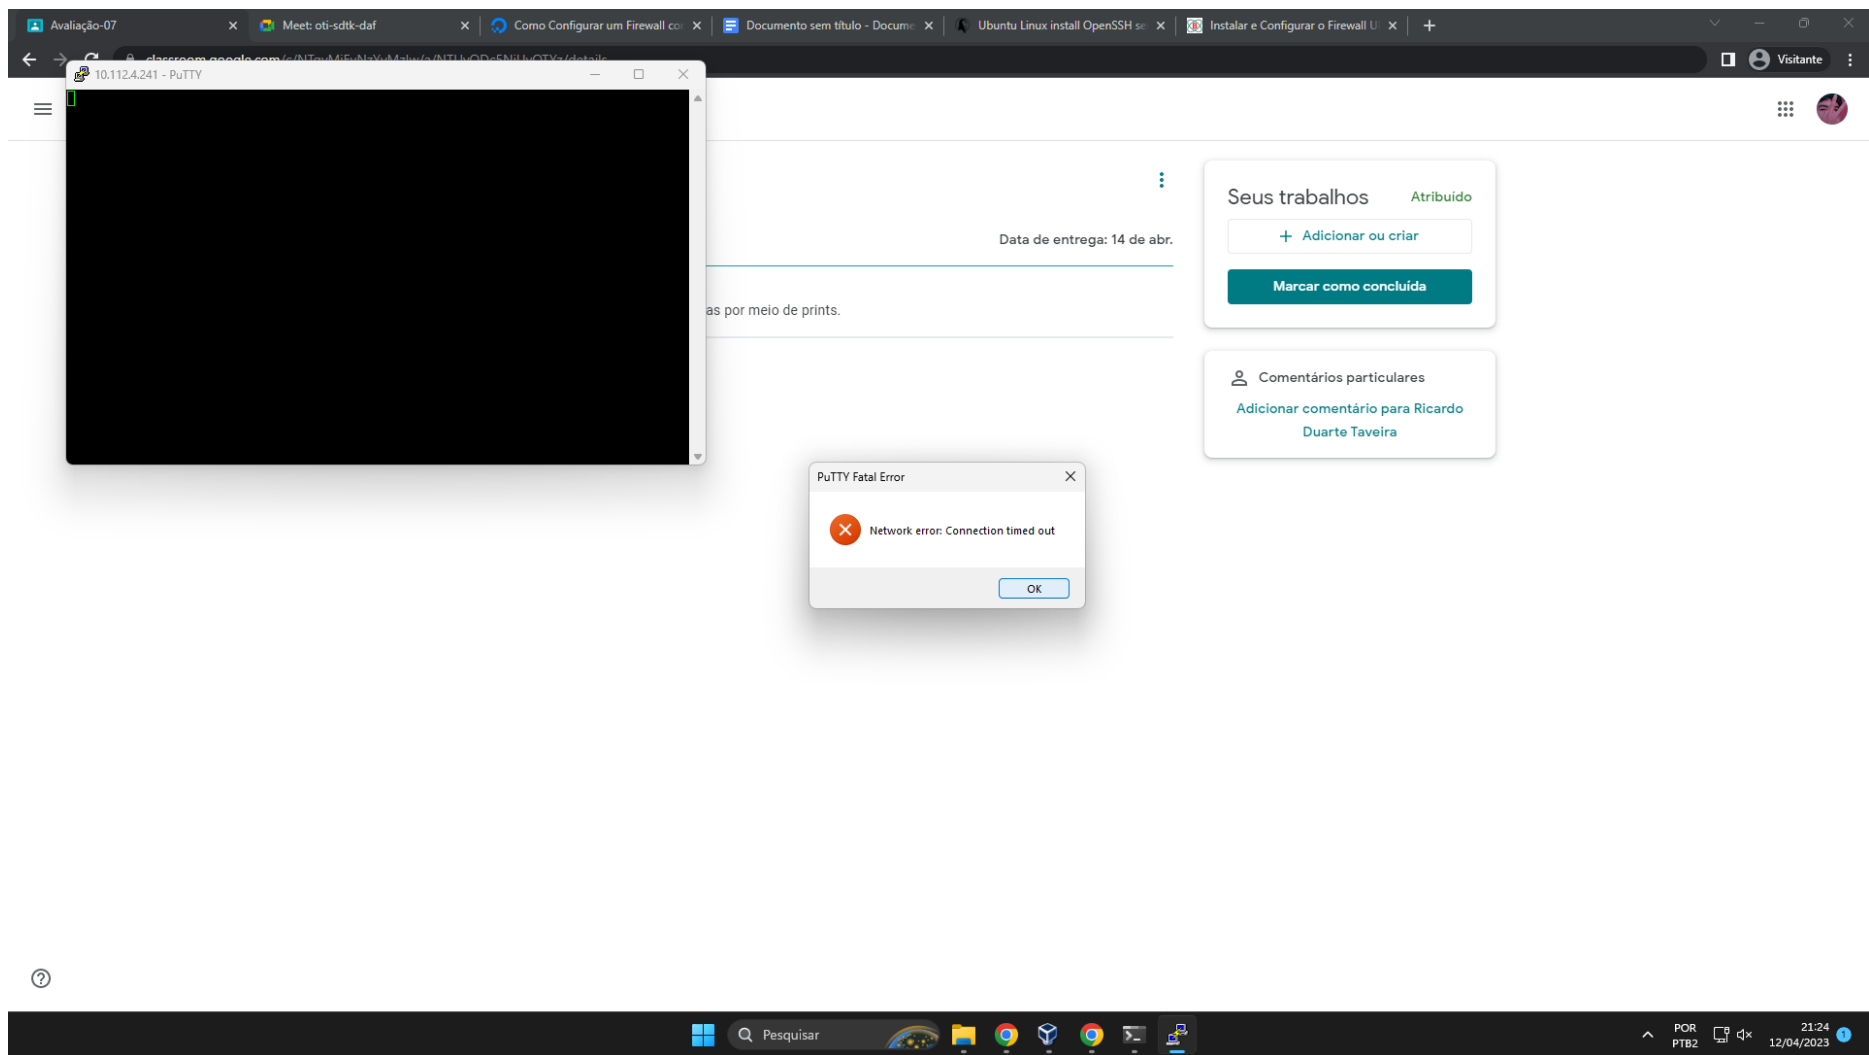 Avaliação-07
Meet: oti-sdtk-daf
Como Configurar um Firewall co
Documento sem título - Docume
Ubuntu Linux install OpenSSH se
Instalar e Configurar o Firewall U
Visitante
10.112.4.241 - PuTTY
Data de entrega: 14 de abr.
as por meio de prints.
Seus trabalhos
Atribuído
Adicionar ou criar
Marcar como concluída
Comentários particulares
Adicionar comentário para Ricardo
Duarte Taveira
PuTTY Fatal Error
Network error: Connection timed out
OK
Pesquisar
POR
PTB2
21:24
12/04/2023
1